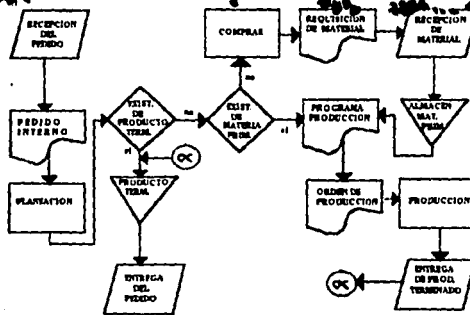 RECEPCION
DEL
PEDIDO
COMPRAR
REQUISICION
DE MATERIAL
RECEPCION
DE
MATERIAL
PEDIDO
INTERNO
EXIST.
DE
PRODUCTO
TERM.
no
si
EXIST.
DE
MATERIA
PRIM.
no
si
PROGRAMA
PRODUCCION
ALMACEN
MAT.
PRIM.
PLANEACION
PRODUCTO
TERM.
ORDEN DE
PRODUCCION
PRODUCCION
ENTREGA
DEL
PEDIDO
ENTREGA
DE PROD.
TERMINADO